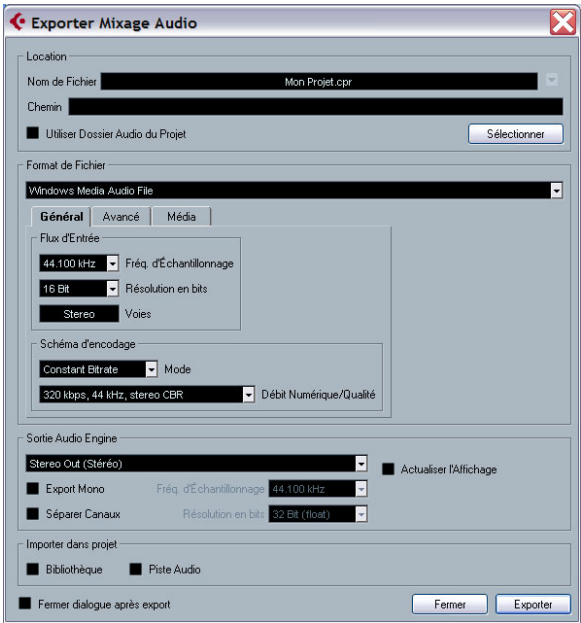 Exporter Mixage Audio
Location
Nom de Fichier Mon Projet.cpr
Chemin
Utiliser Dossier Audio du Projet Sélectionner
Format de Fichier
Windows Media Audio File
Général Avancé Média
Flux d'Entrée
44.100 kHz Fréq. d'Échantillonnage
16 Bit Résolution en bits
Stereo Voies
Schéma d'encodage
Constant Bitrate Mode
320 kbps, 44 kHz, stereo CBR Débit Numérique/Qualité
Sortie Audio Engine
Stereo Out (Stéréo) Actualiser l'Affichage
Export Mono Fréq. d'Échantillonnage 44.100 kHz
Séparer Canaux Résolution en bits 32 Bit (float)
Importer dans projet
Bibliothèque Piste Audio
Fermer dialogue après export Fermer Exporter